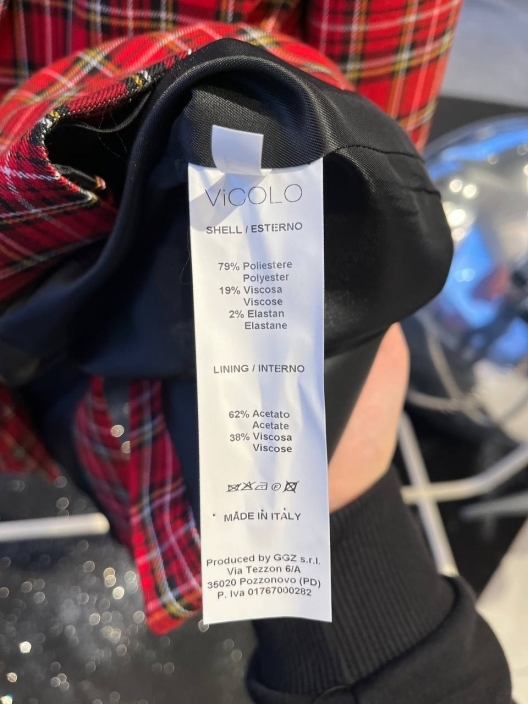 ViCOLO
SHELL / ESTERNO
79% Poliestere
Polyester
19% Viscosa
Viscose
2% Elastan
Elastane
LINING / INTERNO
62% Acetato
Acetate
38% Viscosa
Viscose
MADE IN ITALY
Produced by GGZ s.r.l.
Via Tezzon 6/A
35020 Pozzonovo (PD)
P. Iva 01767000282